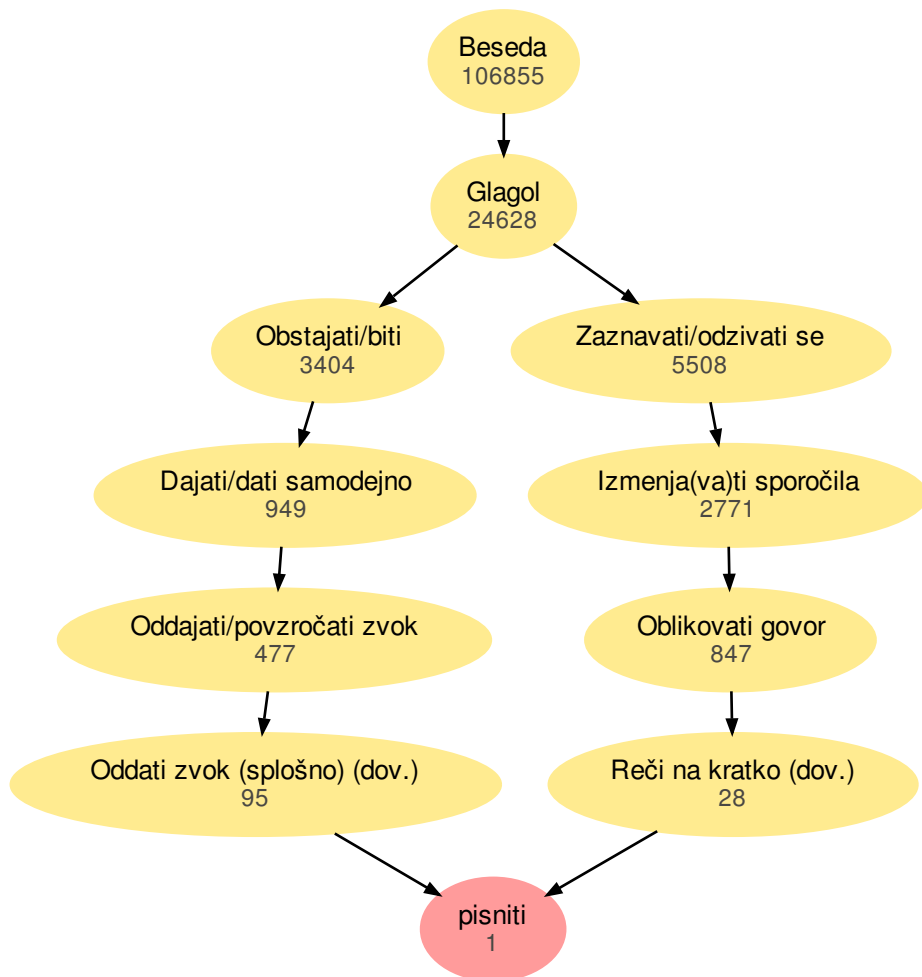 Beseda
106855
Glagol
24628
Obstajati/biti
3404
Zaznavati/odzivati se
5508
Dajati/dati samodejno
949
Izmenja(va)ti sporočila
2771
Oddajati/povzročati zvok
477
Oblikovati govor
847
Oddati zvok (splošno) (dov.)
95
Reči na kratko (dov.)
28
pisniti
1